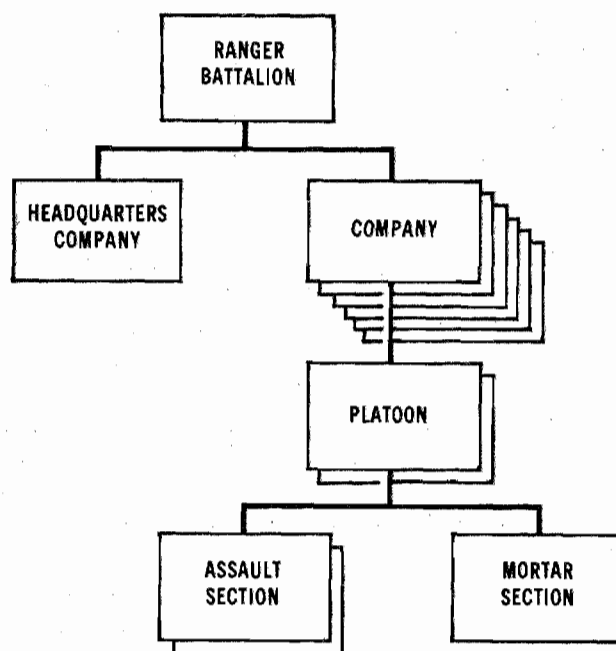 RANGER
BATTALION
HEADQUARTERS
COMPANY
COMPANY
PLATOON
ASSAULT
SECTION
MORTAR
SECTION